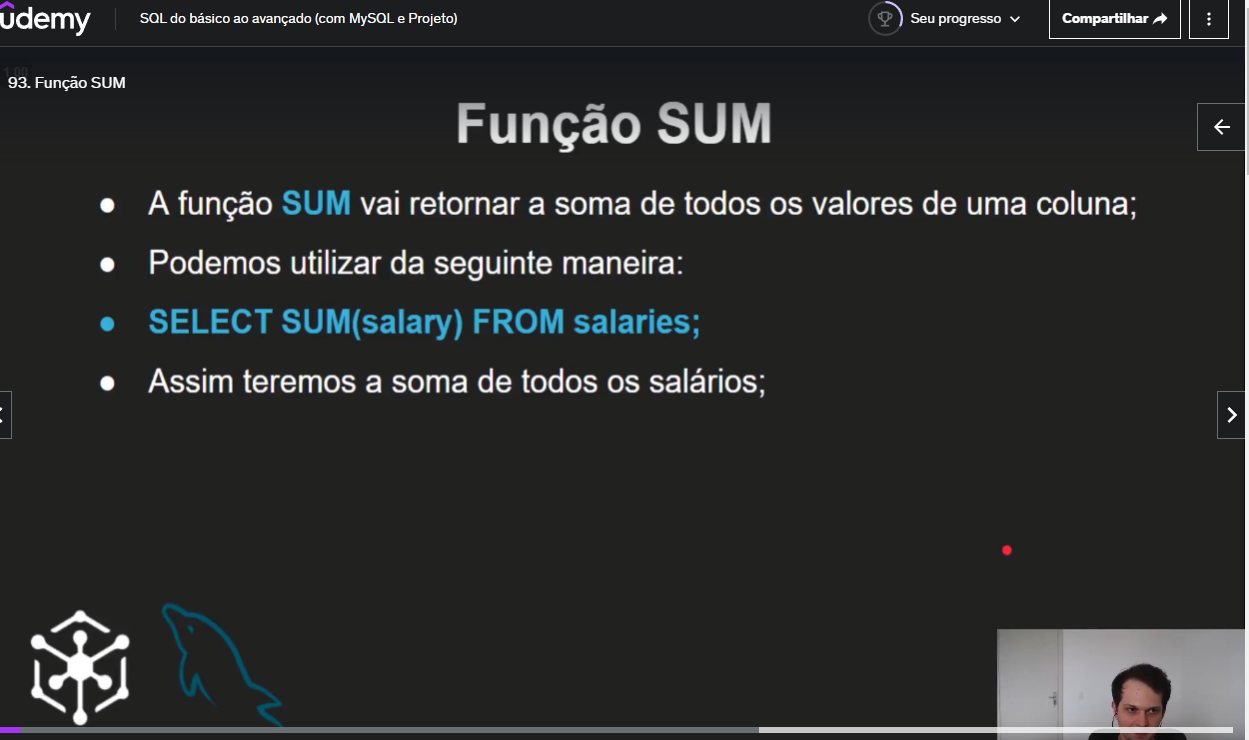 udemy
SQL do básico ao avançado (com MySQL e Projeto)
Seu progresso
Compartilhar
1.00
93. Função SUM
Função SUM
A função SUM vai retornar a soma de todos os valores de uma coluna;
Podemos utilizar da seguinte maneira:
SELECT SUM(salary) FROM salaries;
Assim teremos a soma de todos os salários;